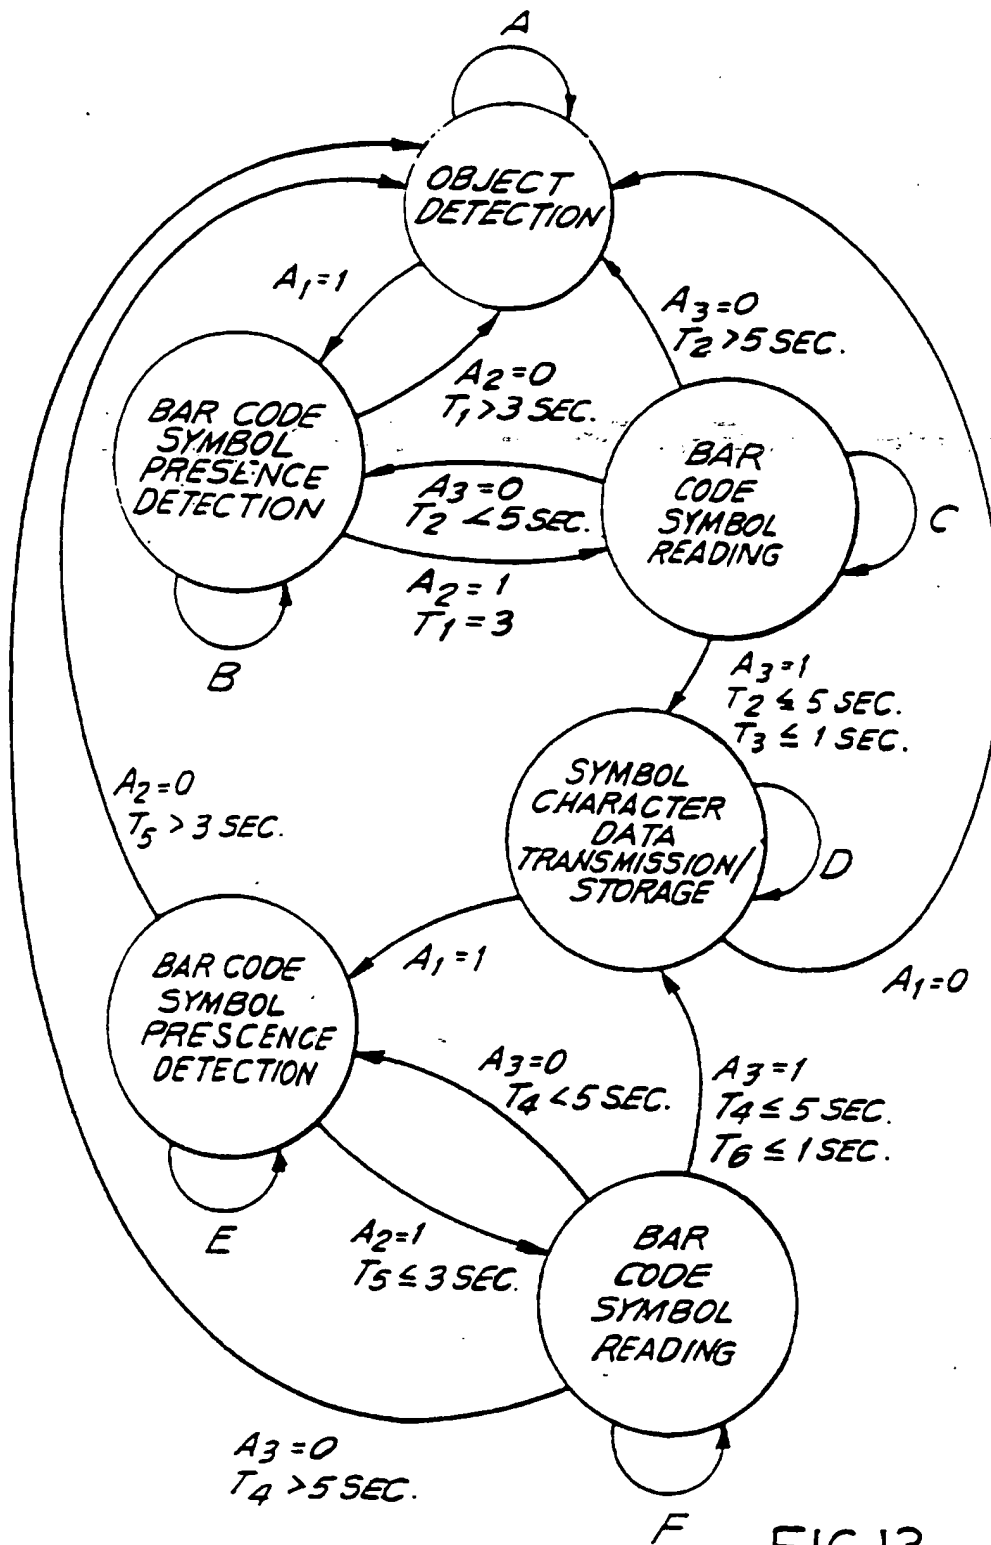 A
OBJECT
DETECTION
A1=1
A3=0
T2>5 SEC.
A2=0
T1>3 SEC.
BAR CODE
SYMBOL
PRESENCE
DETECTION
BAR
CODE
SYMBOL
READING
C
A3=0
T2<5 SEC.
A2=1
T1=3
B
A3=1
T2≤5 SEC.
T3≤1 SEC.
SYMBOL
CHARACTER
DATA
TRANSMISSION/
STORAGE
D
A2=0
T5>3 SEC.
A1=1
A1=0
BAR CODE
SYMBOL
PRESCENCE
DETECTION
A3=0
T4<5 SEC.
A3=1
T4≤5 SEC.
T6≤1 SEC.
E
A2=1
T5≤3 SEC.
BAR
CODE
SYMBOL
READING
A3=0
T4>5 SEC.
F
FIG.13